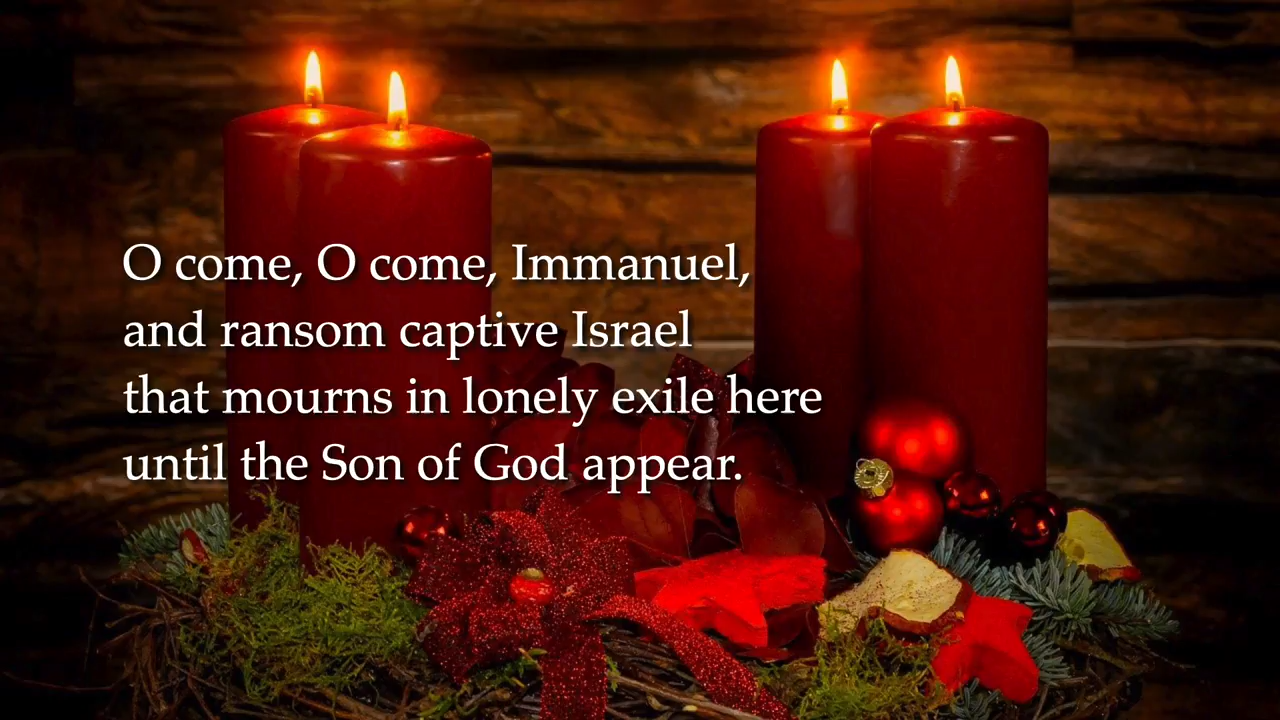 O come, O come, Immanuel,
and ransom captive Israel
that mourns in lonely exile here
until the Son of God appear.